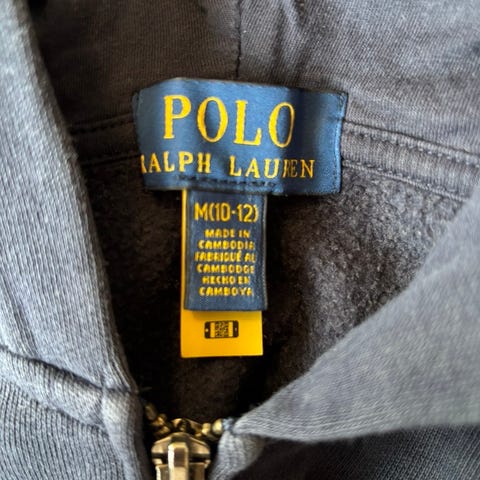 POLO
RALPH LAUREN
M(10-12)
MADE IN
CAMBODIA
FABRIQUÉ AU
CAMBODGE
HECHO EN
CAMBOYA